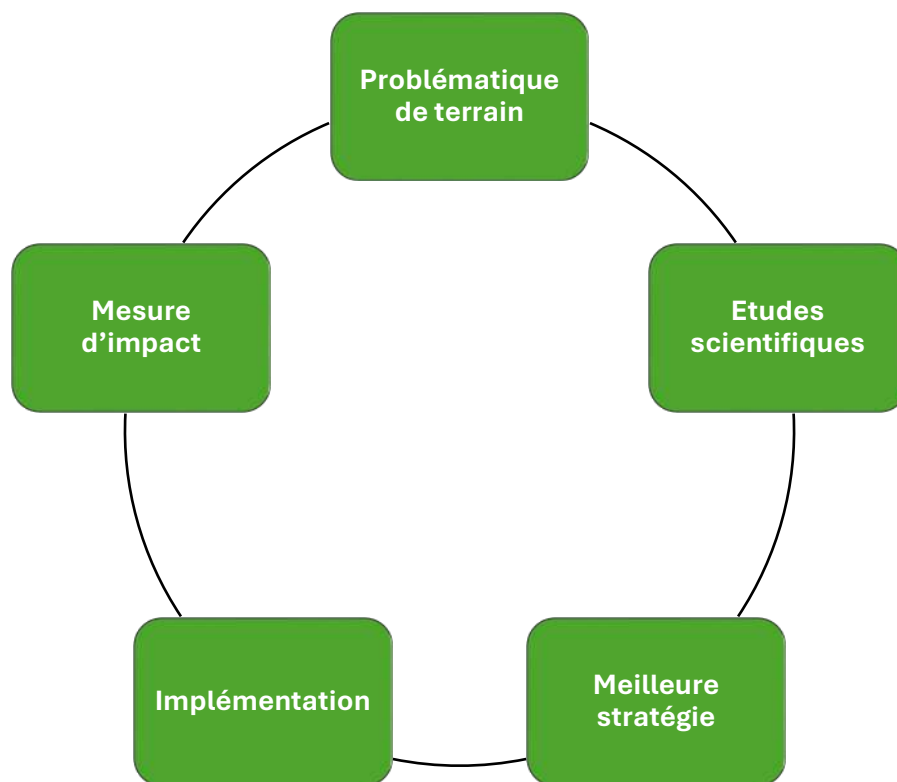 Problématique
de terrain
Etudes
scientifiques
Meilleure
stratégie
Implémentation
Mesure
d’impact